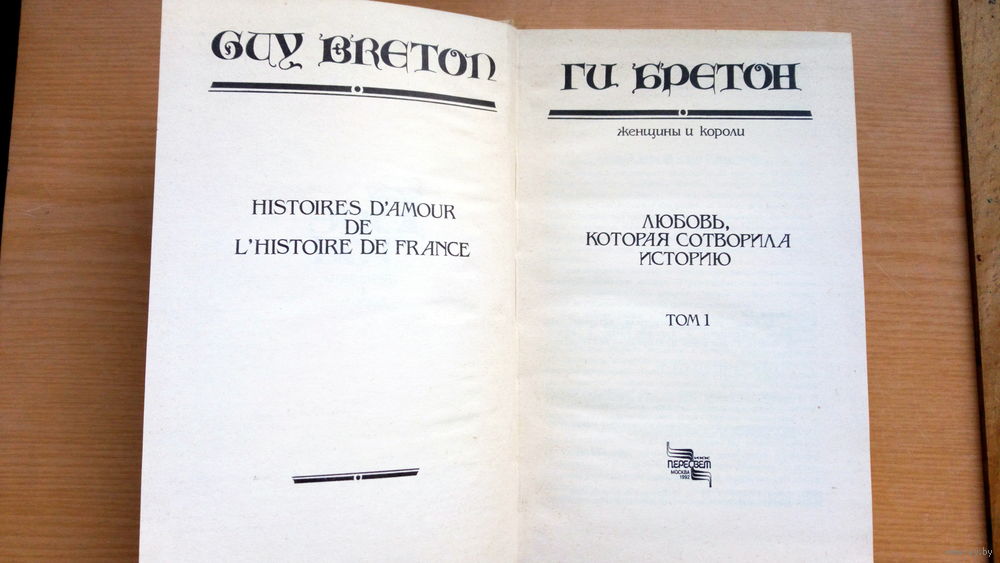 GUY BRETON
HISTOIRES D'AMOUR
DE
L'HISTOIRE DE FRANCE
ГИ БРЕТОН
женщины и короли
ЛЮБОВЬ,
КОТОРАЯ СОТВОРИЛА
ИСТОРИЮ
ТОМ 1
ПЕРЕСВЕТ
МОСКВА
1992